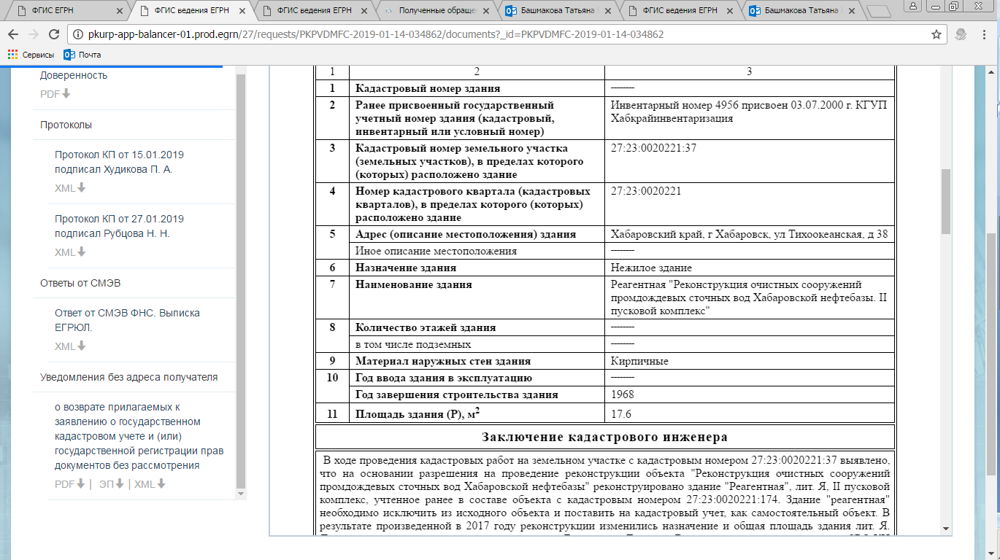 ФГИС ЕГРН
ФГИС ведения ЕГРН
ФГИС ведения ЕГРН
Полученные обраще
Башмакова Татьяна
ФГИС ведения ЕГРН
Башмакова Татьяна
pkurp-app-balancer-01.prod.egrn/27/requests/PKPVDMFC-2019-01-14-034862/documents?_id=PKPVDMFC-2019-01-14-034862
Сервисы
Почта
Доверенность
PDF
Протоколы
Протокол КП от 15.01.2019
подписал Худикова П. А.
XML
Протокол КП от 27.01.2019
подписал Рубцова Н. Н.
XML
Ответы от СМЭВ
Ответ от СМЭВ ФНС. Выписка
ЕГРЮЛ.
XML
Уведомления без адреса получателя
о возврате прилагаемых к
заявлению о государственном
кадастровом учете и (или)
государственной регистрации прав
документов без рассмотрения
PDF | ЭП | XML
1 2 3
1 Кадастровый номер здания --------
2 Ранее присвоенный государственный Инвентарный номер 4956 присвоен 03.07.2000 г. КГУП
учетный номер здания (кадастровый, Хабкрайинвентаризация
инвентарный или условный номер)
3 Кадастровый номер земельного участка 27:23:0020221:37
(земельных участков), в пределах которого
(которых) расположено здание
4 Номер кадастрового квартала (кадастровых 27:23:0020221
кварталов), в пределах которого (которых)
расположено здание
5 Адрес (описание местоположения) здания Хабаровский край, г Хабаровск, ул Тихоокеанская, д 38
Иное описание местоположения --------
6 Назначение здания Нежилое здание
7 Наименование здания Реагентная "Реконструкция очистных сооружений
промдождевых сточных вод Хабаровской нефтебазы. II
пусковой комплекс"
8 Количество этажей здания --------
в том числе подземных --------
9 Материал наружных стен здания Кирпичные
10 Год ввода здания в эксплуатацию --------
Год завершения строительства здания 1968
11 Площадь здания (Р), м2 17.6
Заключение кадастрового инженера
В ходе проведения кадастровых работ на земельном участке с кадастровым номером 27:23:0020221:37 выявлено,
что на основании разрешения на проведение реконструкции объекта "Реконструкция очистных сооружений
промдождевых сточных вод Хабаровской нефтебазы" реконструировано здание "Реагентная", лит. Я, II пусковой
комплекс, учтенное ранее в составе объекта с кадастровым номером 27:23:0020221:174. Здание "реагентная"
необходимо исключить из исходного объекта и поставить на кадастровый учет, как самостоятельный объект. В
результате произведенной в 2017 году реконструкции изменились назначение и общая площадь здания лит. Я.